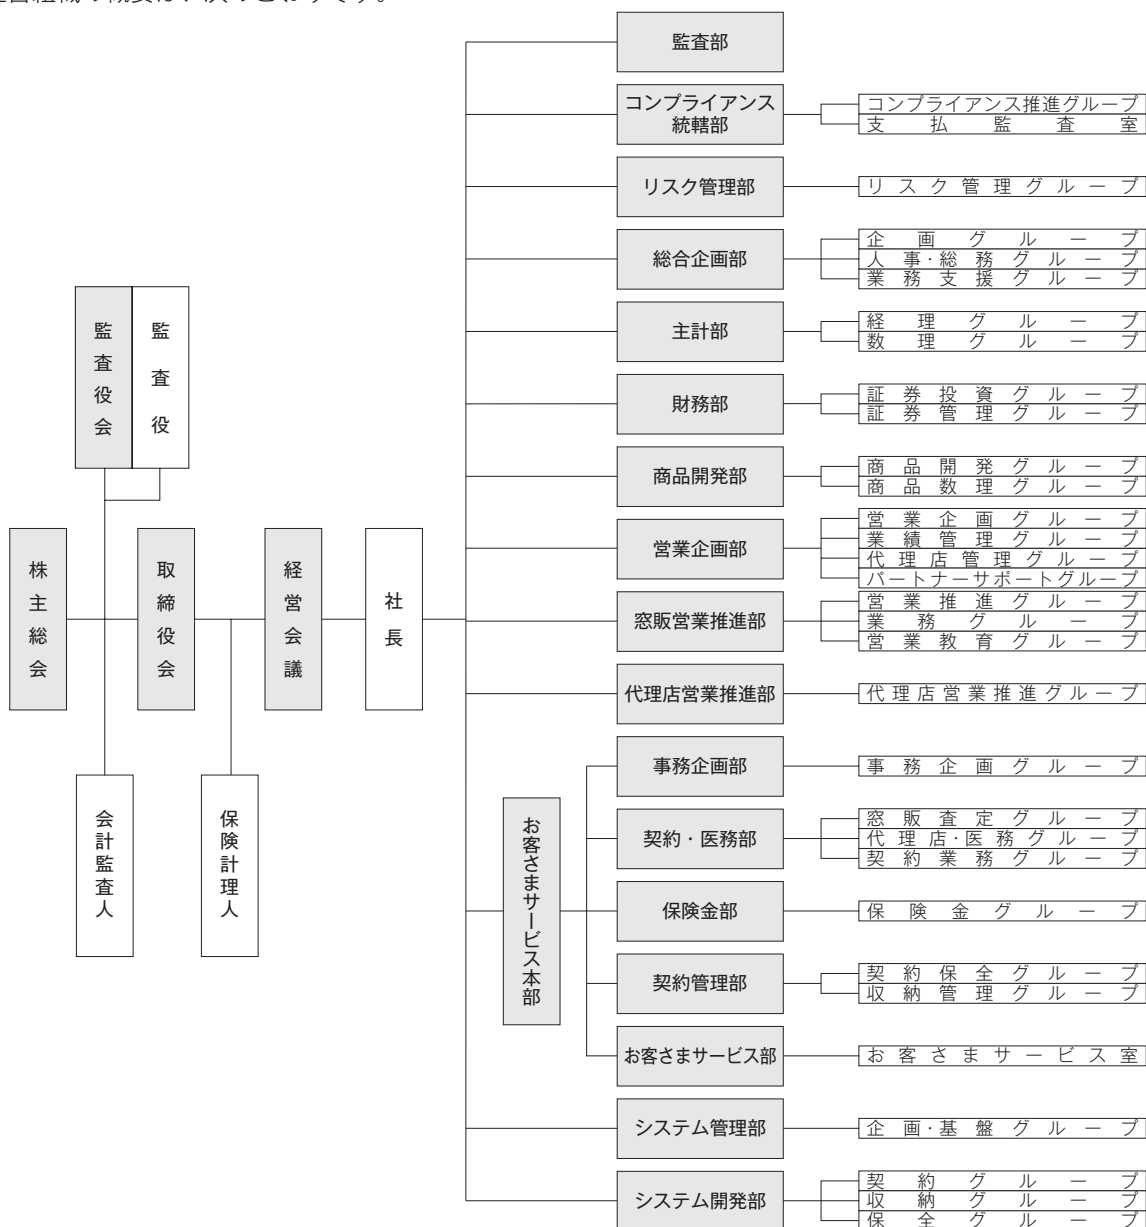 監査役会
監査役
株主総会
取締役会
経営会議
社長
会計監査人
保険計理人
監査部
コンプライアンス
統轄部
コンプライアンス推進グループ
支払監査室
リスク管理部
リスク管理グループ
総合企画部
企画グループ
人事・総務グループ
業務支援グループ
主計部
経理グループ
数理グループ
財務部
証券投資グループ
証券管理グループ
商品開発部
商品開発グループ
商品数理グループ
営業企画部
営業企画グループ
業績管理グループ
代理店管理グループ
パートナーサポートグループ
窓販営業推進部
営業推進グループ
業務グループ
営業教育グループ
代理店営業推進部
代理店営業推進グループ
お客さまサービス本部
事務企画部
事務企画グループ
契約・医務部
窓販査定グループ
代理店・医務グループ
契約業務グループ
保険金部
保険金グループ
契約管理部
契約保全グループ
収納管理グループ
お客さまサービス部
お客さまサービス室
システム管理部
企画・基盤グループ
システム開発部
契約グループ
収納グループ
保全グループ